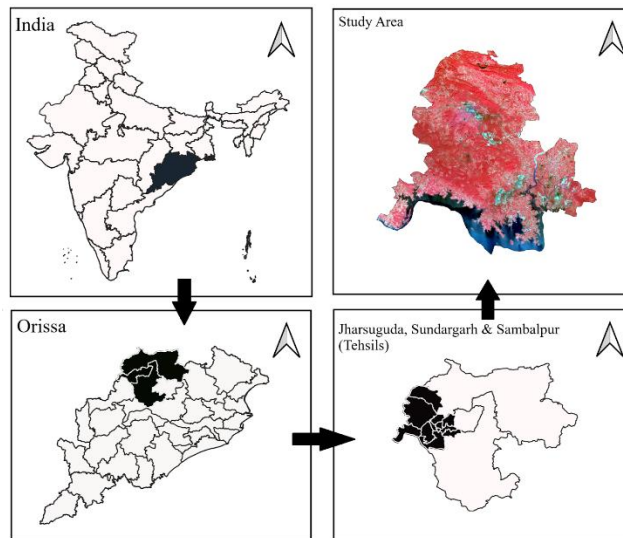 India
Study Area
Orissa
Jharsuguda, Sundargarh & Sambalpur
(Tehsils)